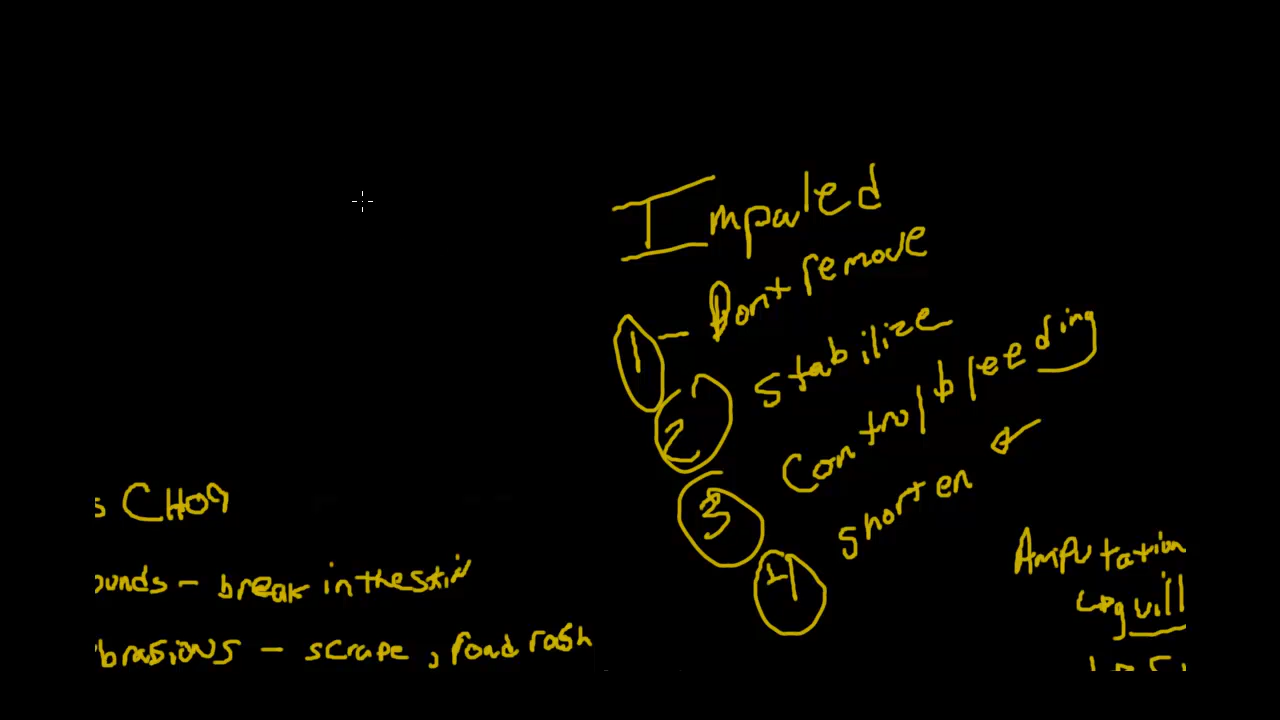 Impaled
1 - Dont remove
2 stabilize
3 Control bleeding
4 shorten
s CHO9
ounds - break in the skin
brasions - scrape, road rash
Amputation